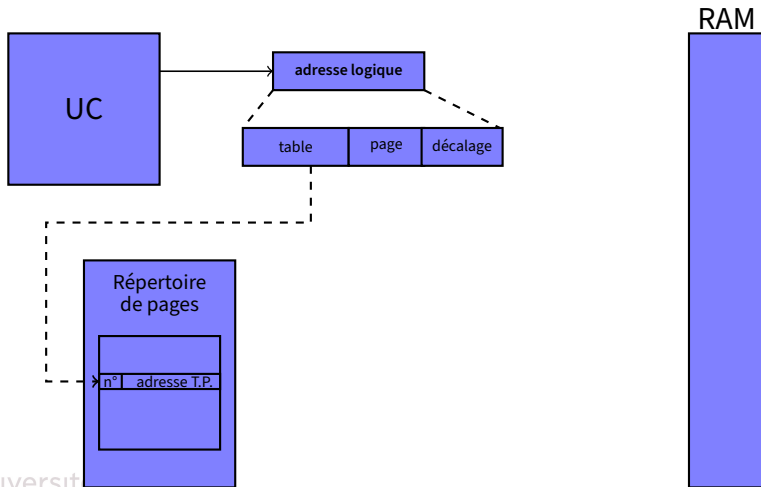 RAM
UC
adresse logique
table page décalage
Répertoire
de pages
n° adresse T.P.